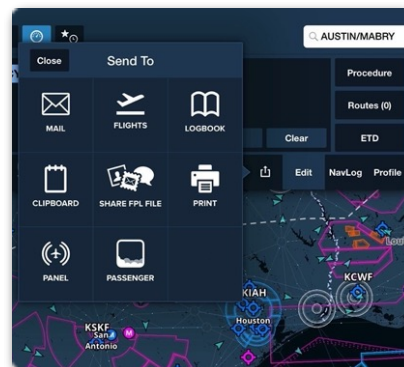 AUSTIN/MABRY
Close
Send To
Procedure
MAIL
FLIGHTS
LOGBOOK
Routes (0)
Clear
ETD
CLIPBOARD
SHARE FPL FILE
PRINT
Edit
NavLog
Profile
PANEL
PASSENGER
KCWF
KIAH
Houston
KSKF
San
Antonio
M